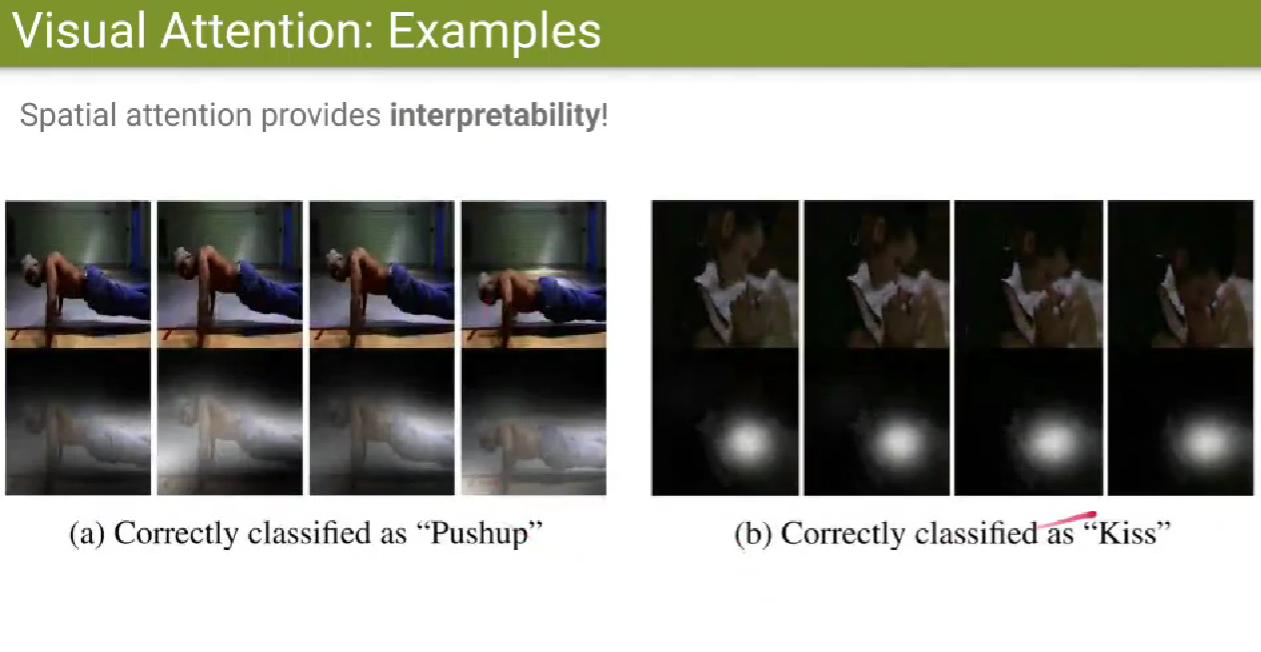 Visual Attention: Examples
Spatial attention provides interpretability!
(a) Correctly classified as “Pushup”
(b) Correctly classified as “Kiss”